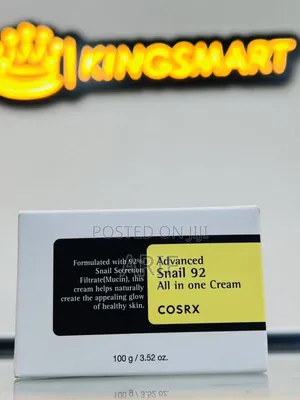 KINGSMART
POSTED ON Jiji
Formulated with 92%
Snail Secretion
Filtrate(Mucin), this
cream helps naturally
create the appealing glow
of healthy skin.
Advanced
Snail 92
All in one Cream
COSRX
100 g / 3.52 oz.